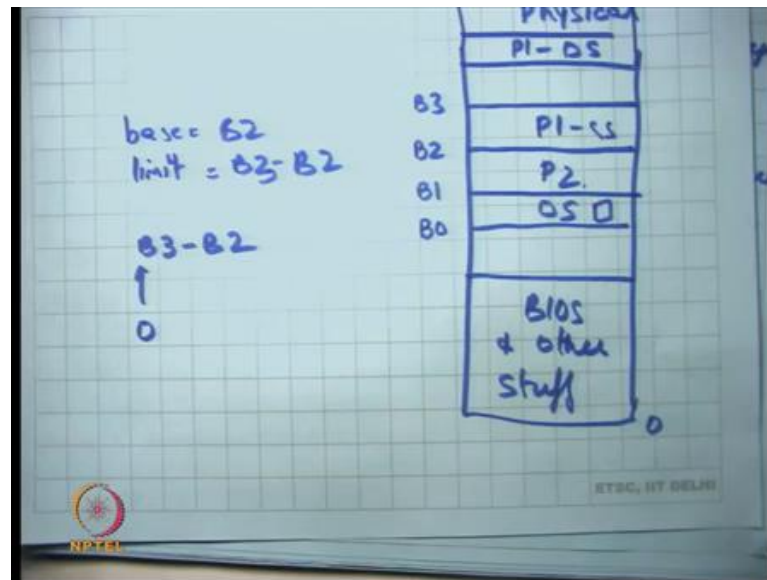 Physical
P1-DS
B3
P1-CS
base = B2
B2
limit = B3-B2
P2.
B1
OS
B0
B3-B2
0
BIOS
& other
stuff
0
ETSC, IIT DELHI
NPTEL